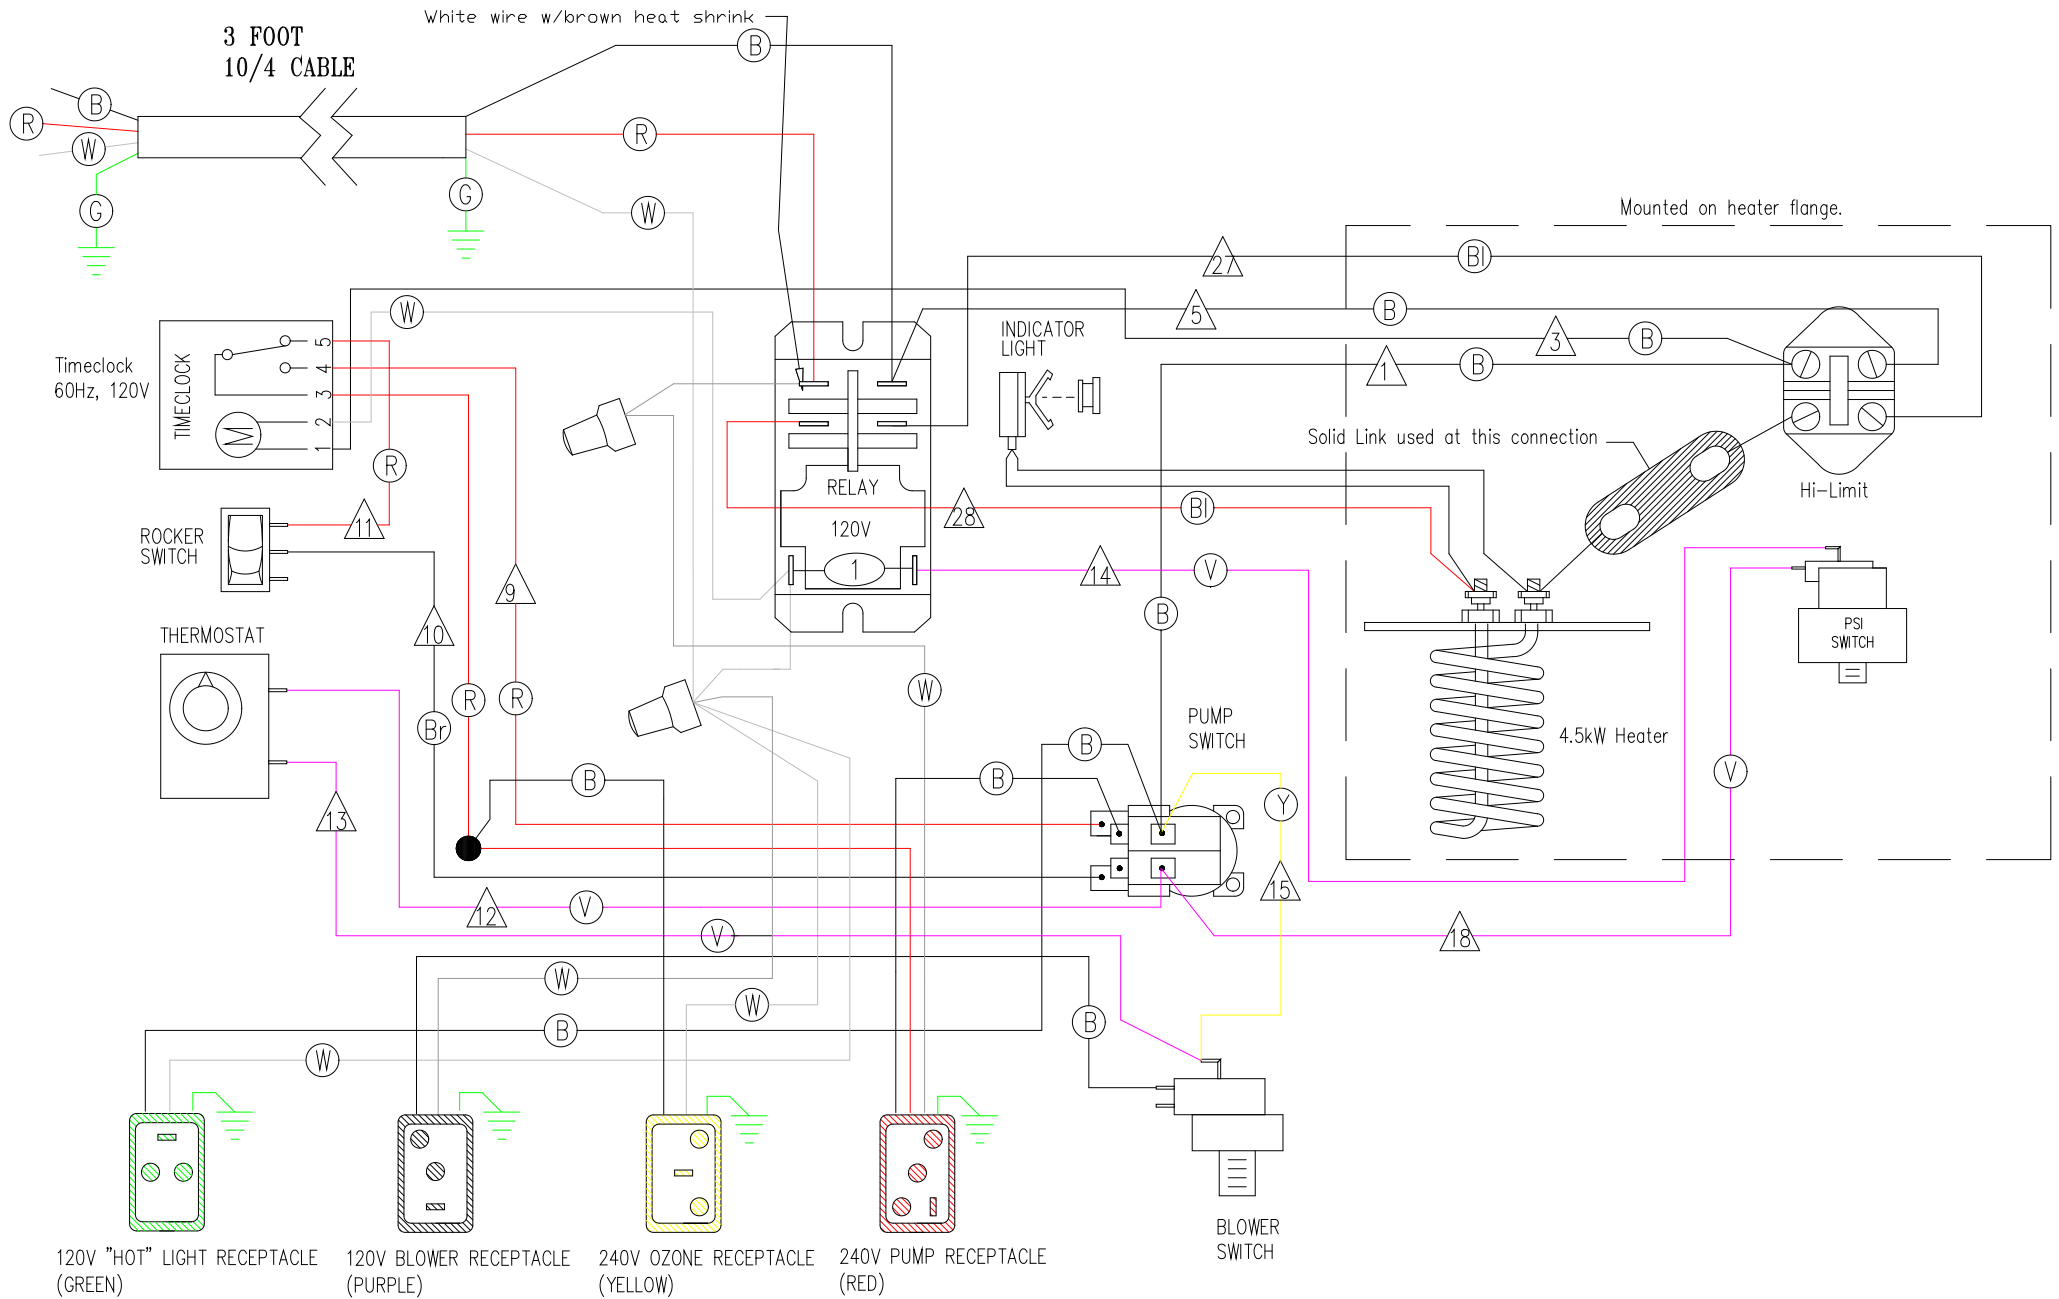 White wire w/brown heat shrink
3 FOOT
10/4 CABLE
B
B
R
R
W
W
G
G
Mounted on heater flange.
27
Bl
5
B
3
B
1
B
W
Timeclock
60Hz, 120V
TIMECLOCK
5
4
3
2
1
M
R
INDICATOR
LIGHT
Solid Link used at this connection
Hi-Limit
RELAY
120V
1
28
Bl
14
V
ROCKER
SWITCH
11
10
9
B
THERMOSTAT
PSI
SWITCH
R
R
Br
W
PUMP
SWITCH
4.5kW Heater
B
B
B
V
Y
13
12
V
15
18
V
W
W
B
B
W
120V "HOT" LIGHT RECEPTACLE
(GREEN)
120V BLOWER RECEPTACLE
(PURPLE)
240V OZONE RECEPTACLE
(YELLOW)
240V PUMP RECEPTACLE
(RED)
BLOWER
SWITCH